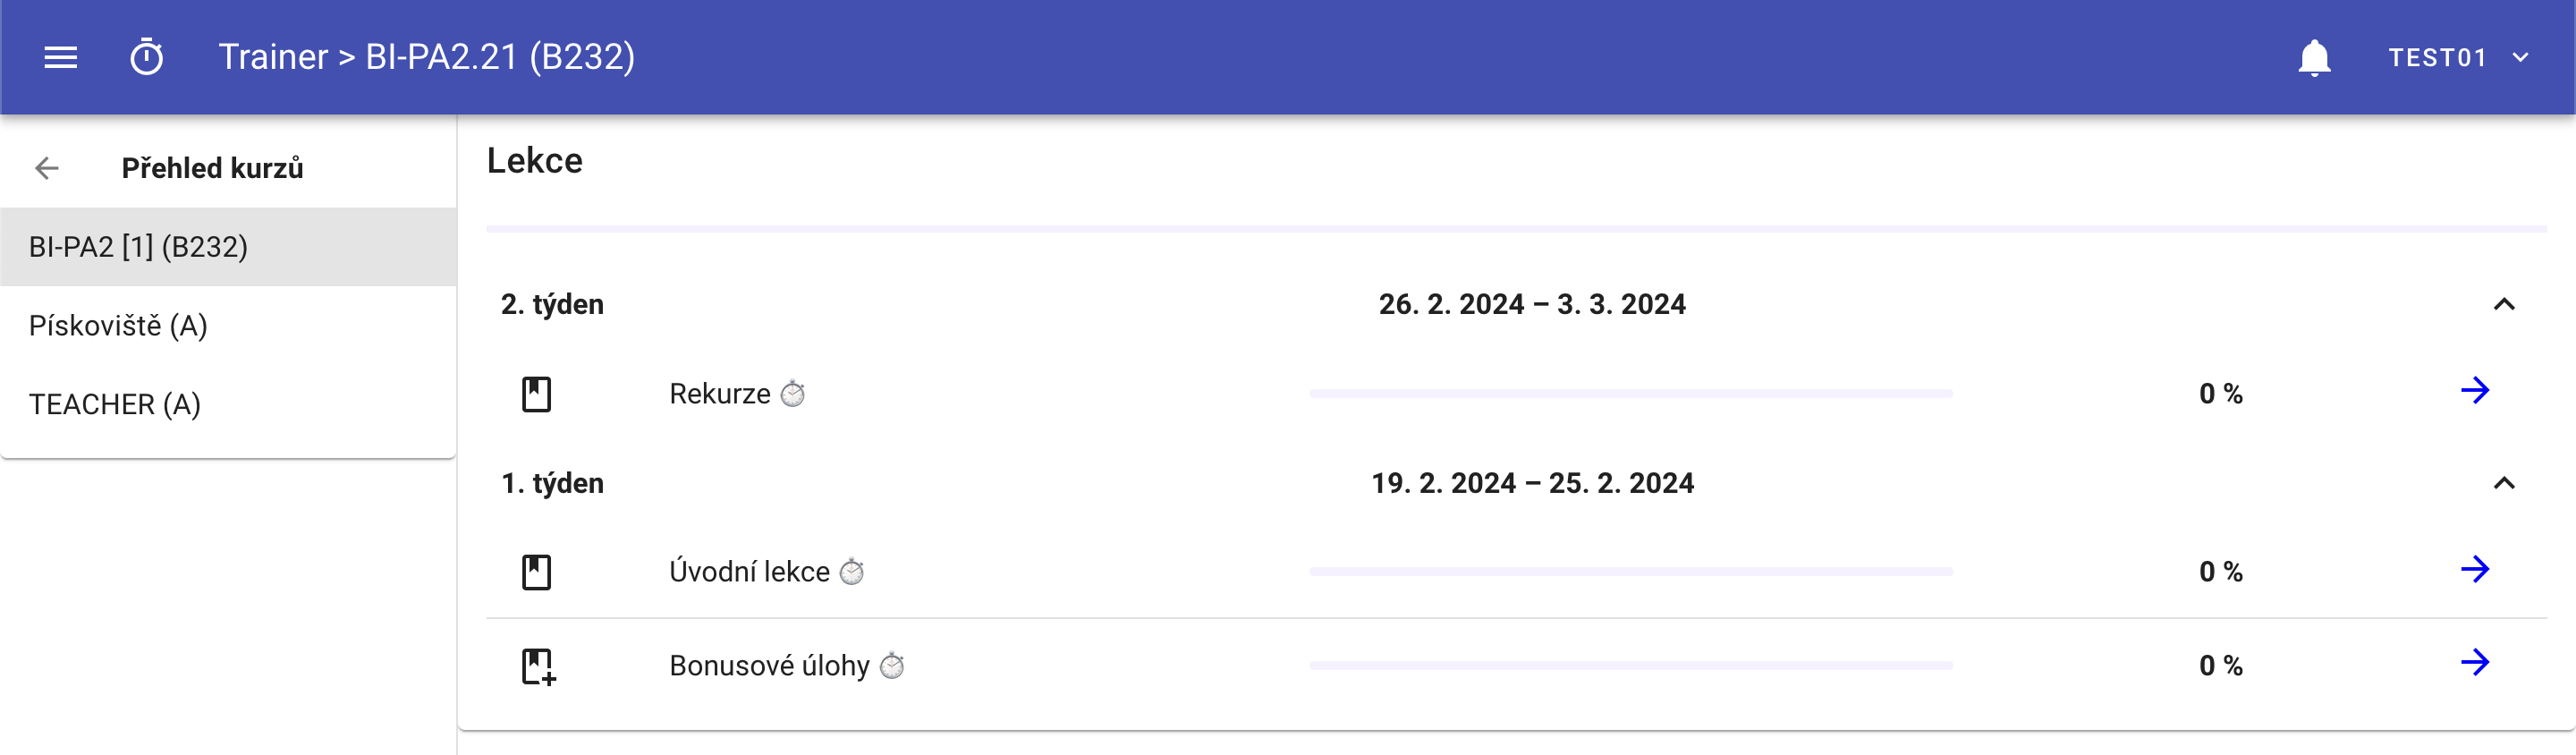 Trainer > BI-PA2.21 (B232)
TEST01
Přehled kurzů
BI-PA2 [1] (B232)
Pískoviště (A)
TEACHER (A)
Lekce
2. týden 26. 2. 2024 – 3. 3. 2024
Rekurze 0 %
1. týden 19. 2. 2024 – 25. 2. 2024
Úvodní lekce 0 %
Bonusové úlohy 0 %